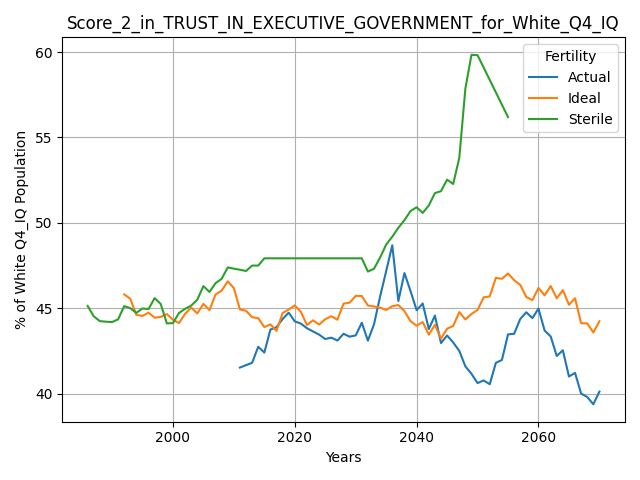 Score_2_in_TRUST_IN_EXECUTIVE_GOVERNMENT_for_White_Q4_IQ
% of White Q4_IQ Population
60
55
50
45
40
Fertility
Actual
Ideal
Sterile
2000
2020
2040
2060
Years